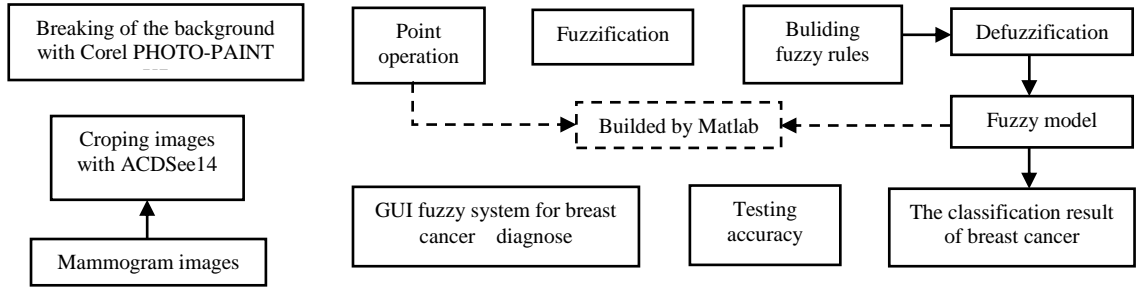 Breaking of the background
with Corel PHOTO-PAINT
Point
operation
Fuzzification
Buliding
fuzzy rules
Defuzzification
Croping images
with ACDSee14
Builded by Matlab
Fuzzy model
GUI fuzzy system for breast
cancer diagnose
Testing
accuracy
The classification result
of breast cancer
Mammogram images